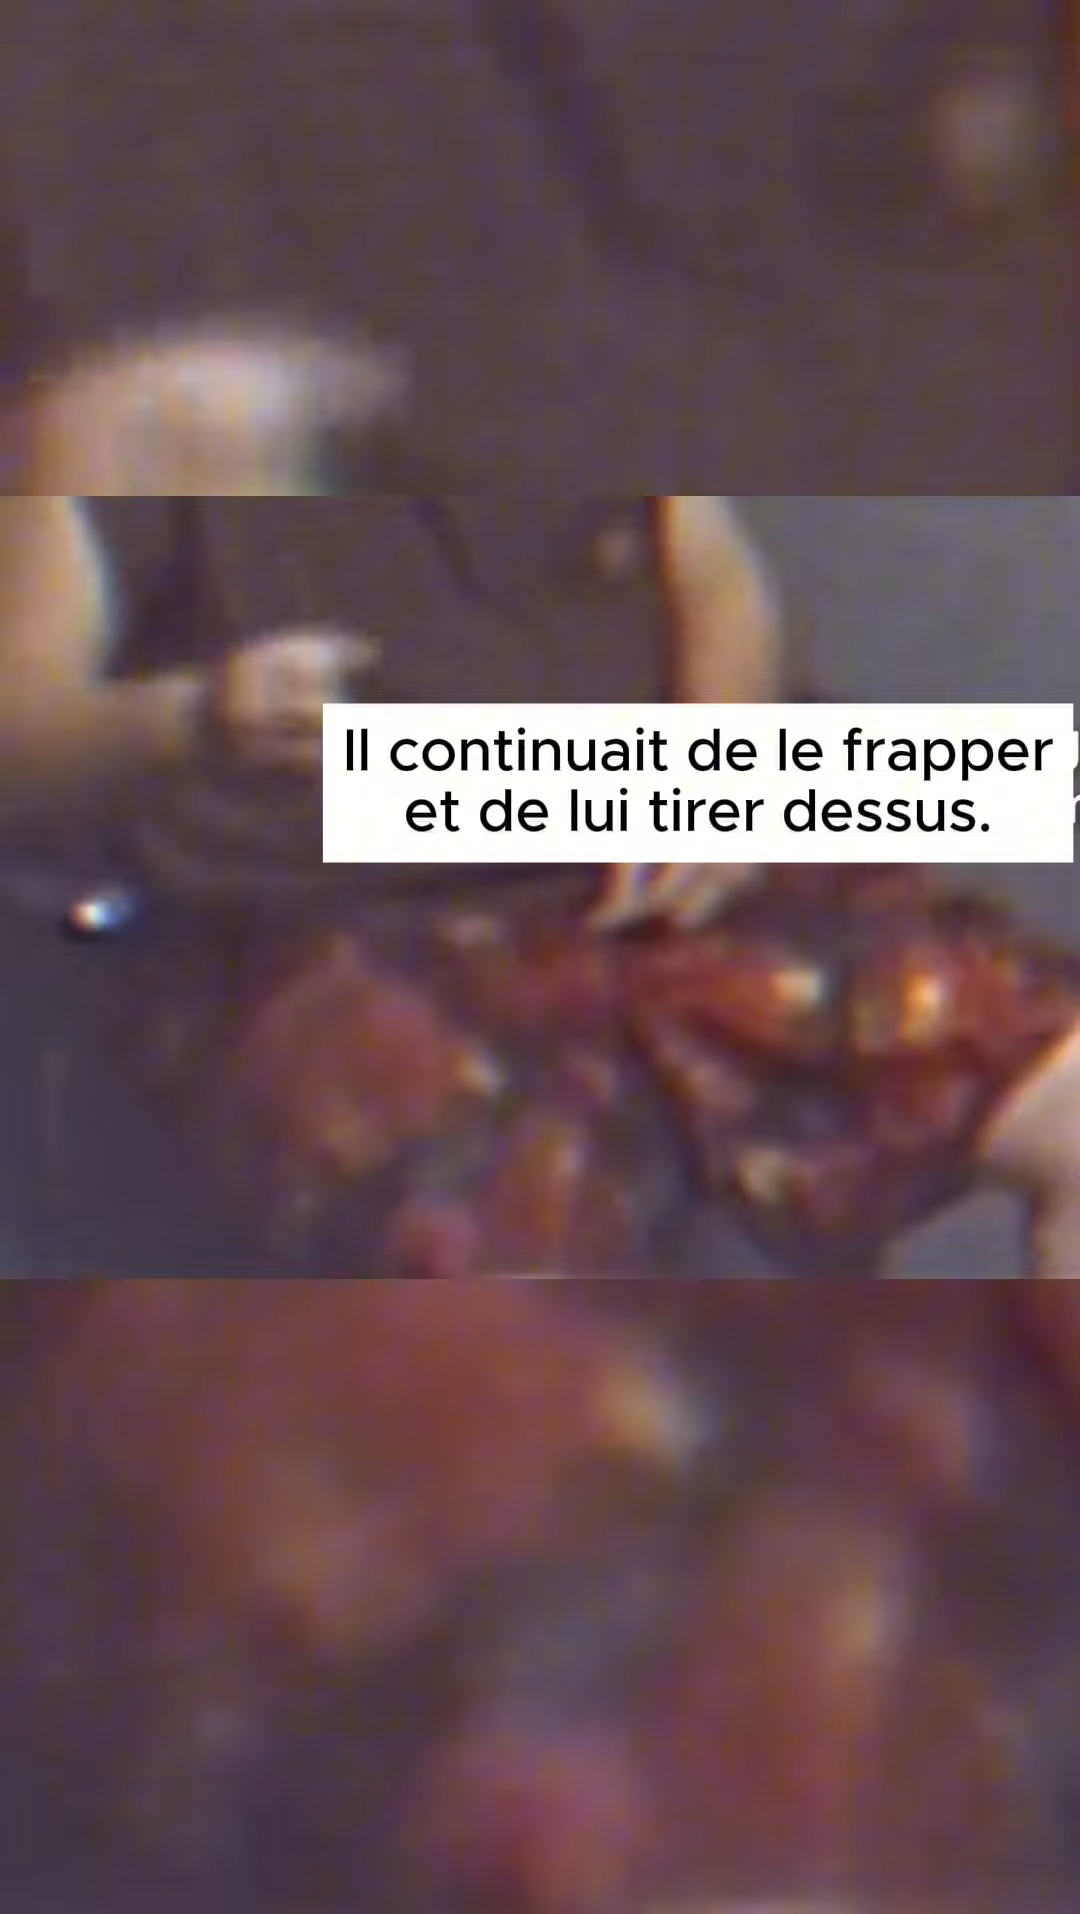 Il continuait de le frapper
et de lui tirer dessus.